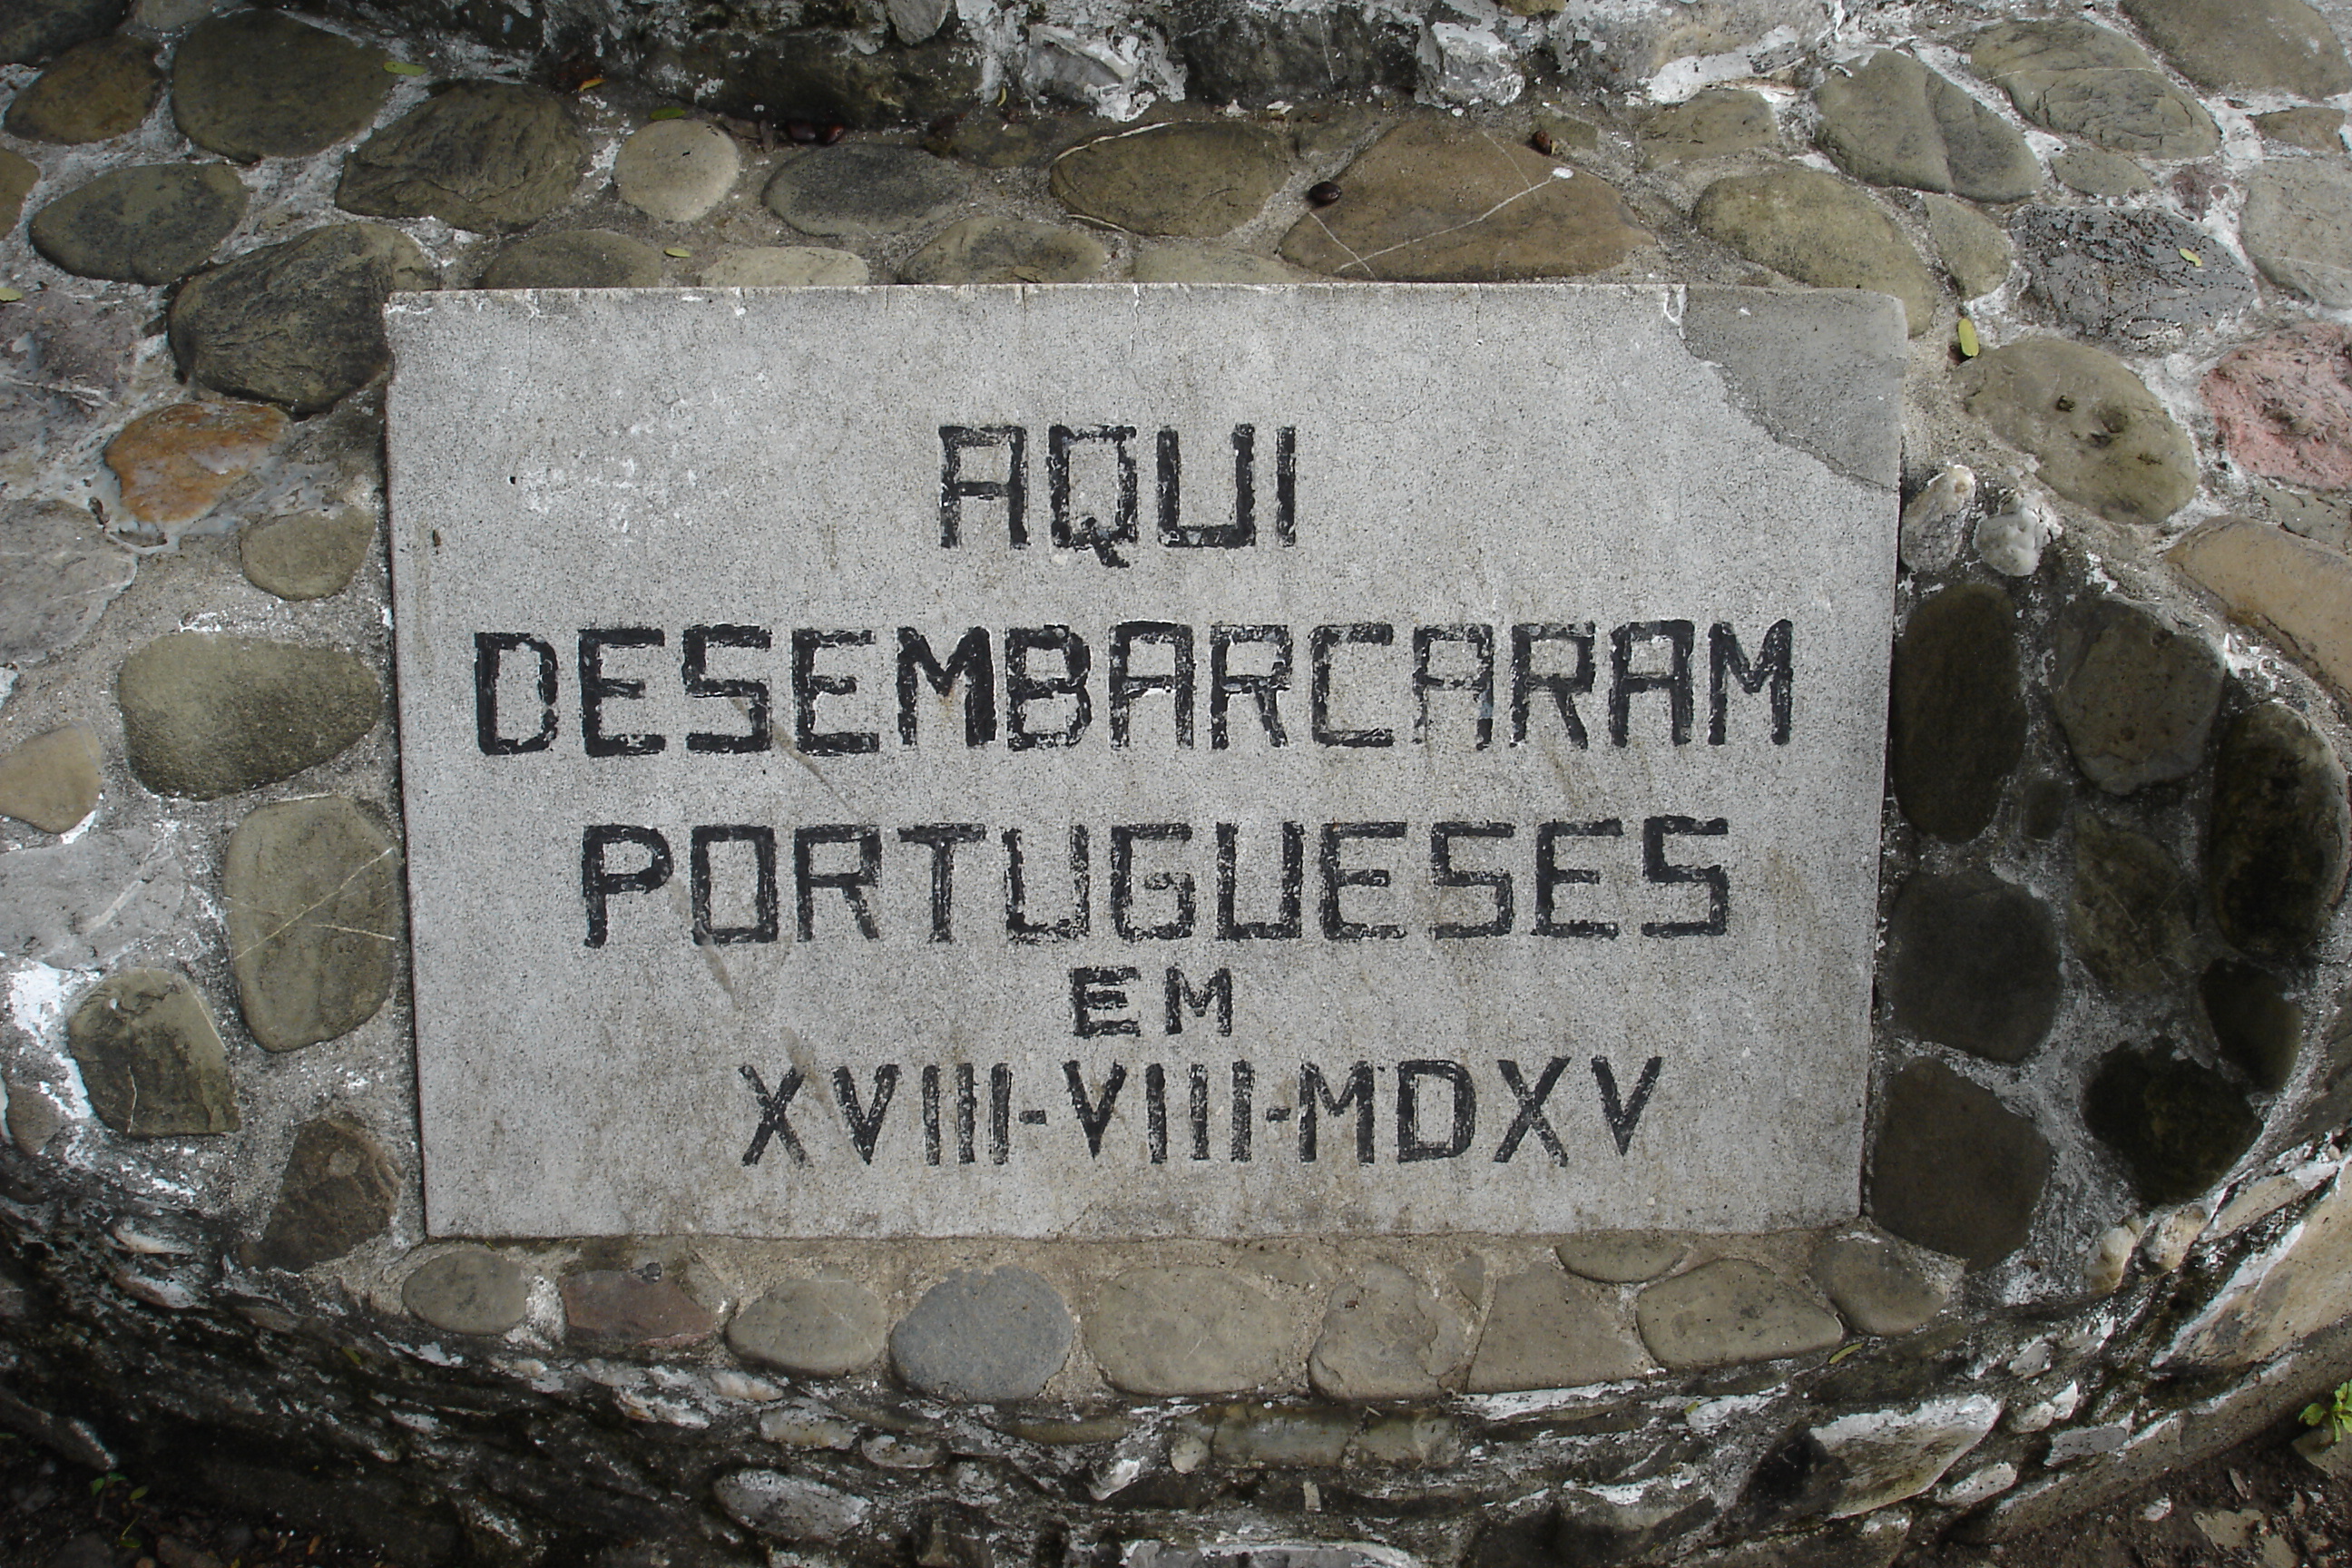 AQUI
DESEMBARCARAM
PORTUGUESES
EM
XVIII-VIII-MDXV